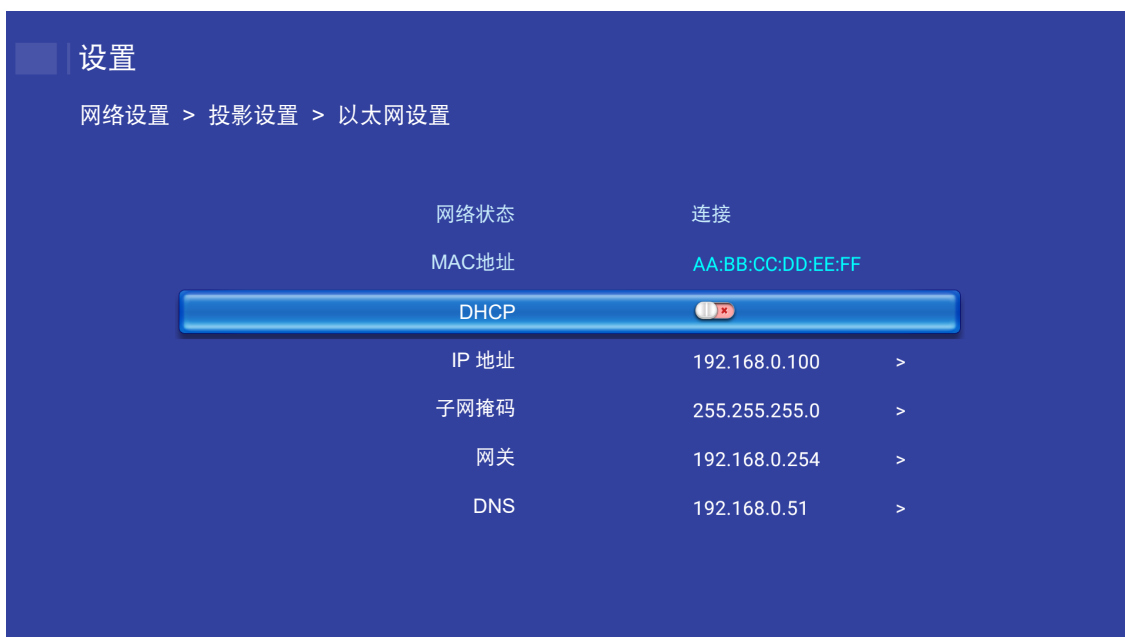 设置
网络设置 > 投影设置 > 以太网设置
网络状态 连接
MAC地址 AA:BB:CC:DD:EE:FF
DHCP
IP 地址 192.168.0.100 >
子网掩码 255.255.255.0 >
网关 192.168.0.254 >
DNS 192.168.0.51 >